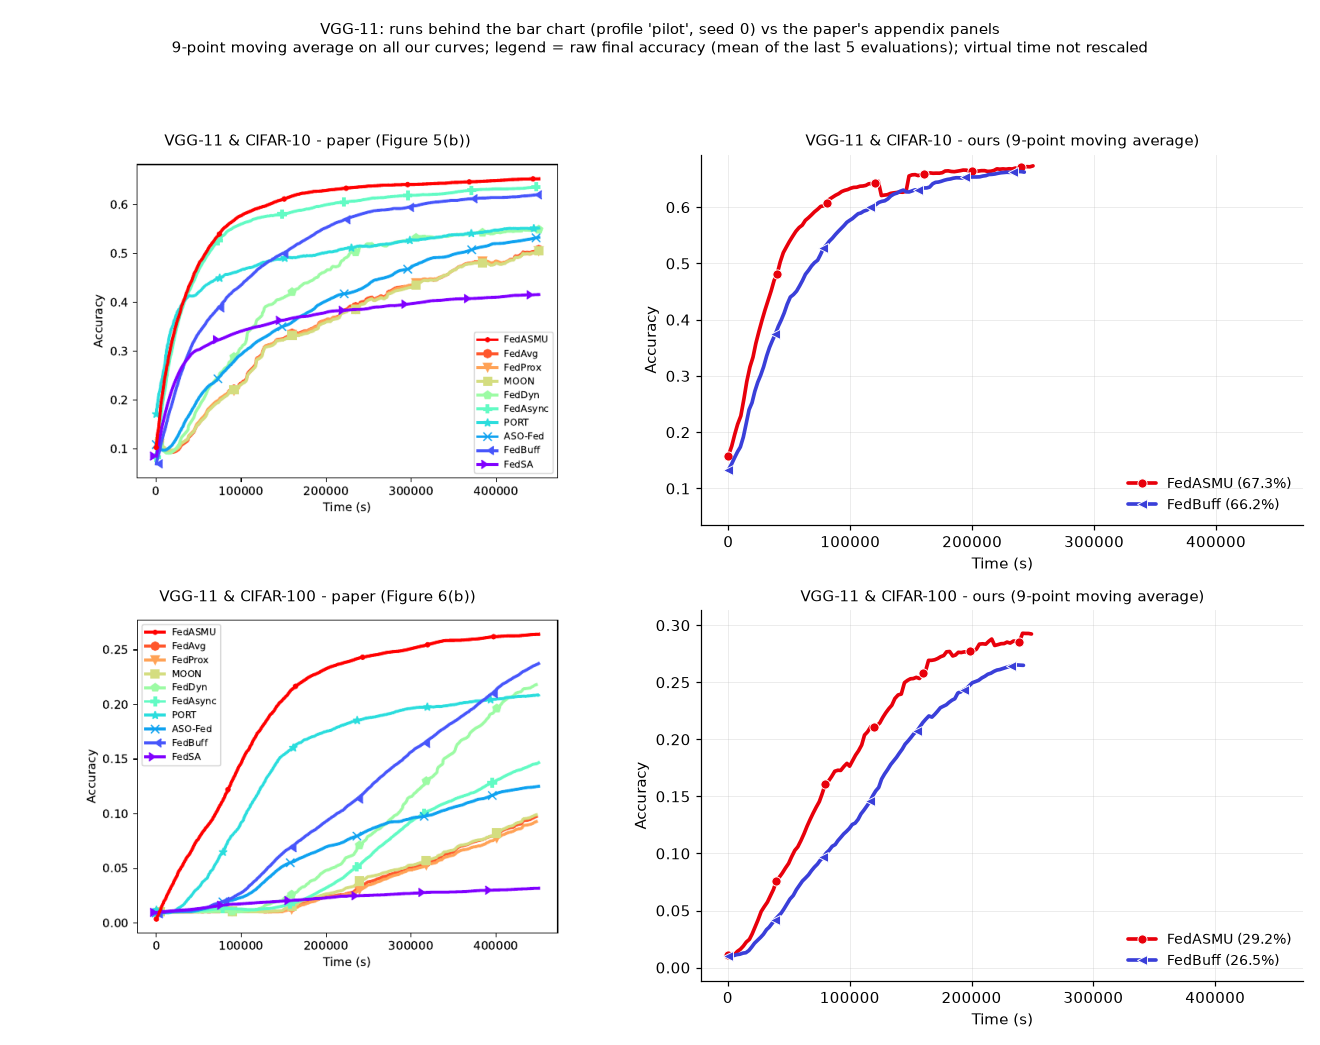 VGG-11: runs behind the bar chart (profile 'pilot', seed 0) vs the paper's appendix panels
9-point moving average on all our curves; legend = raw final accuracy (mean of the last 5 evaluations); virtual time not rescaled
VGG-11 & CIFAR-10 - paper (Figure 5(b))
Accuracy
0.6
0.5
0.4
0.3
0.2
0.1
0
100000
200000
300000
400000
Time (s)
FedASMU
FedAvg
FedProx
MOON
FedDyn
FedAsync
PORT
ASO-Fed
FedBuff
FedSA
VGG-11 & CIFAR-10 - ours (9-point moving average)
Accuracy
0.6
0.5
0.4
0.3
0.2
0.1
0
100000
200000
300000
400000
Time (s)
FedASMU (67.3%)
FedBuff (66.2%)
VGG-11 & CIFAR-100 - paper (Figure 6(b))
Accuracy
0.25
0.20
0.15
0.10
0.05
0.00
0
100000
200000
300000
400000
Time (s)
FedASMU
FedAvg
FedProx
MOON
FedDyn
FedAsync
PORT
ASO-Fed
FedBuff
FedSA
VGG-11 & CIFAR-100 - ours (9-point moving average)
Accuracy
0.30
0.25
0.20
0.15
0.10
0.05
0.00
0
100000
200000
300000
400000
Time (s)
FedASMU (29.2%)
FedBuff (26.5%)